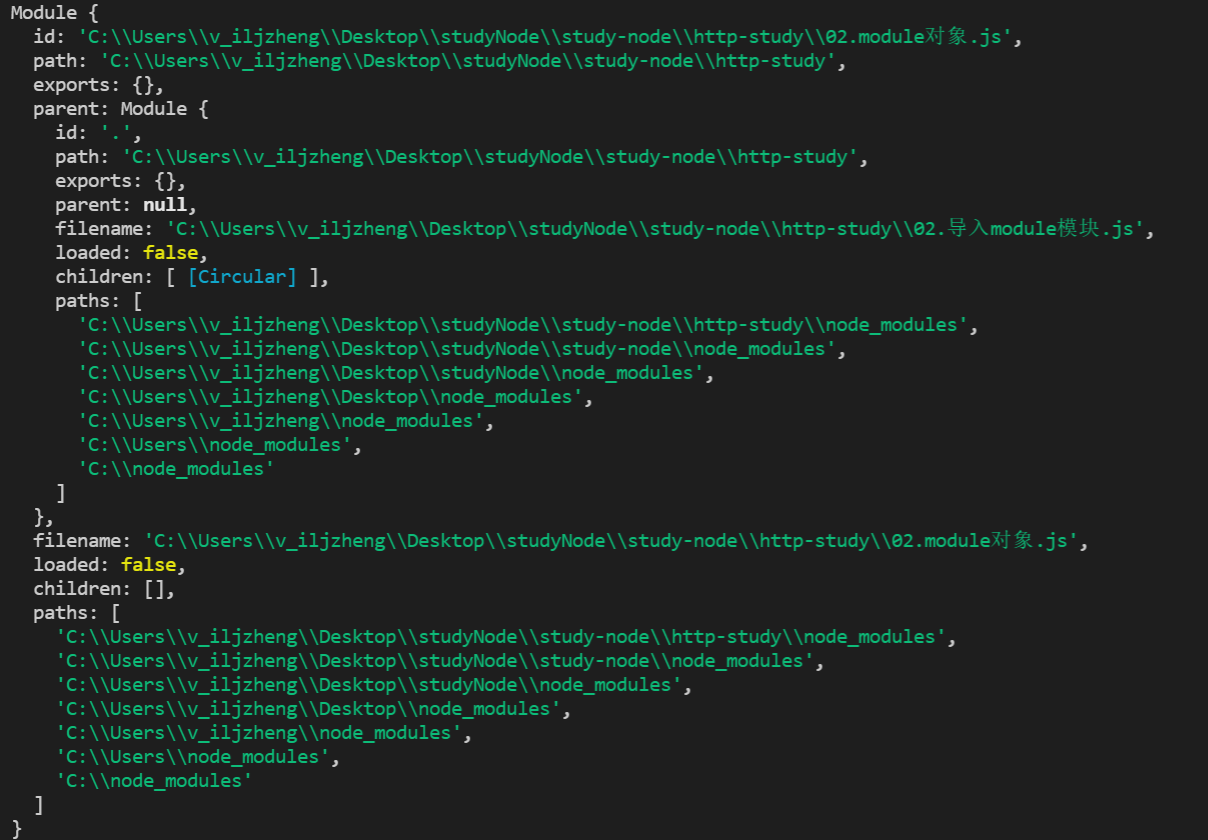 Module {
  id: 'C:\\Users\\v_iljzheng\\Desktop\\studyNode\\study-node\\http-study\\02.module对象.js',
  path: 'C:\\Users\\v_iljzheng\\Desktop\\studyNode\\study-node\\http-study',
  exports: {},
  parent: Module {
    id: '.',
    path: 'C:\\Users\\v_iljzheng\\Desktop\\studyNode\\study-node\\http-study',
    exports: {},
    parent: null,
    filename: 'C:\\Users\\v_iljzheng\\Desktop\\studyNode\\study-node\\http-study\\02.导入module模块.js',
    loaded: false,
    children: [ [Circular] ],
    paths: [
      'C:\\Users\\v_iljzheng\\Desktop\\studyNode\\study-node\\http-study\\node_modules',
      'C:\\Users\\v_iljzheng\\Desktop\\studyNode\\study-node\\node_modules',
      'C:\\Users\\v_iljzheng\\Desktop\\studyNode\\node_modules',
      'C:\\Users\\v_iljzheng\\Desktop\\node_modules',
      'C:\\Users\\v_iljzheng\\node_modules',
      'C:\\Users\\node_modules',
      'C:\\node_modules'
    ]
  },
  filename: 'C:\\Users\\v_iljzheng\\Desktop\\studyNode\\study-node\\http-study\\02.module对象.js',
  loaded: false,
  children: [],
  paths: [
    'C:\\Users\\v_iljzheng\\Desktop\\studyNode\\study-node\\http-study\\node_modules',
    'C:\\Users\\v_iljzheng\\Desktop\\studyNode\\study-node\\node_modules',
    'C:\\Users\\v_iljzheng\\Desktop\\studyNode\\node_modules',
    'C:\\Users\\v_iljzheng\\Desktop\\node_modules',
    'C:\\Users\\v_iljzheng\\node_modules',
    'C:\\Users\\node_modules',
    'C:\\node_modules'
  ]
}